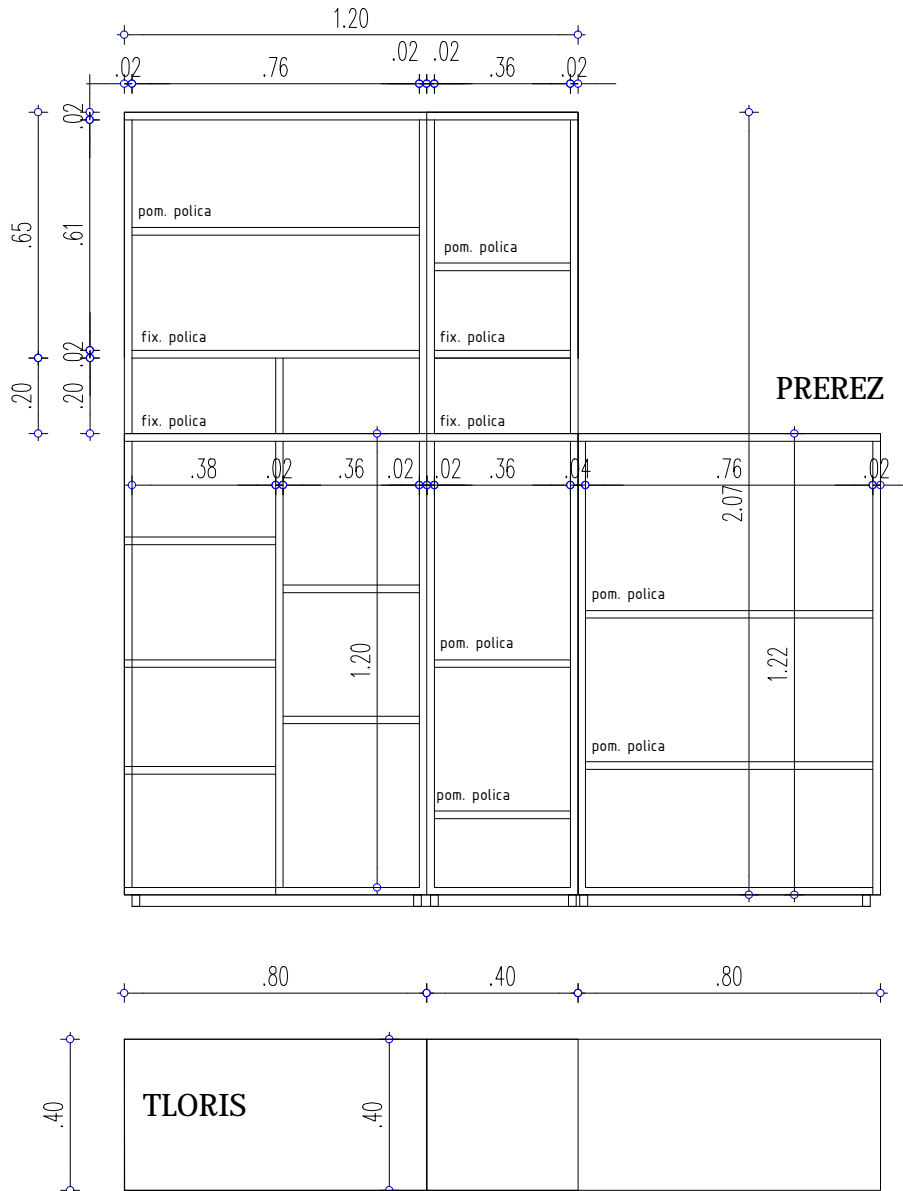 1.20
.02 .76 .02 .02 .36 .02
.02
.65
.61
pom. polica
pom. polica
fix. polica
fix. polica
.02
.20
.20
PREREZ
fix. polica
fix. polica
.38 .02 .36 .02 .02 .36 .04 .76 .02
2.07
pom. polica
pom. polica
1.20
1.22
pom. polica
pom. polica
.80 .40 .80
.40
TLORIS
.40